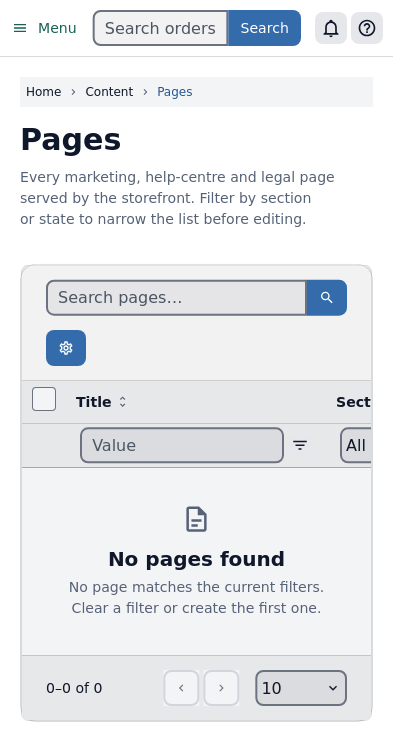 Menu
Search orders
Search
Home › Content › Pages
Pages
Every marketing, help-centre and legal page
served by the storefront. Filter by section
or state to narrow the list before editing.
Search pages…
Title
Sect
Value
All
No pages found
No page matches the current filters.
Clear a filter or create the first one.
0–0 of 0
10